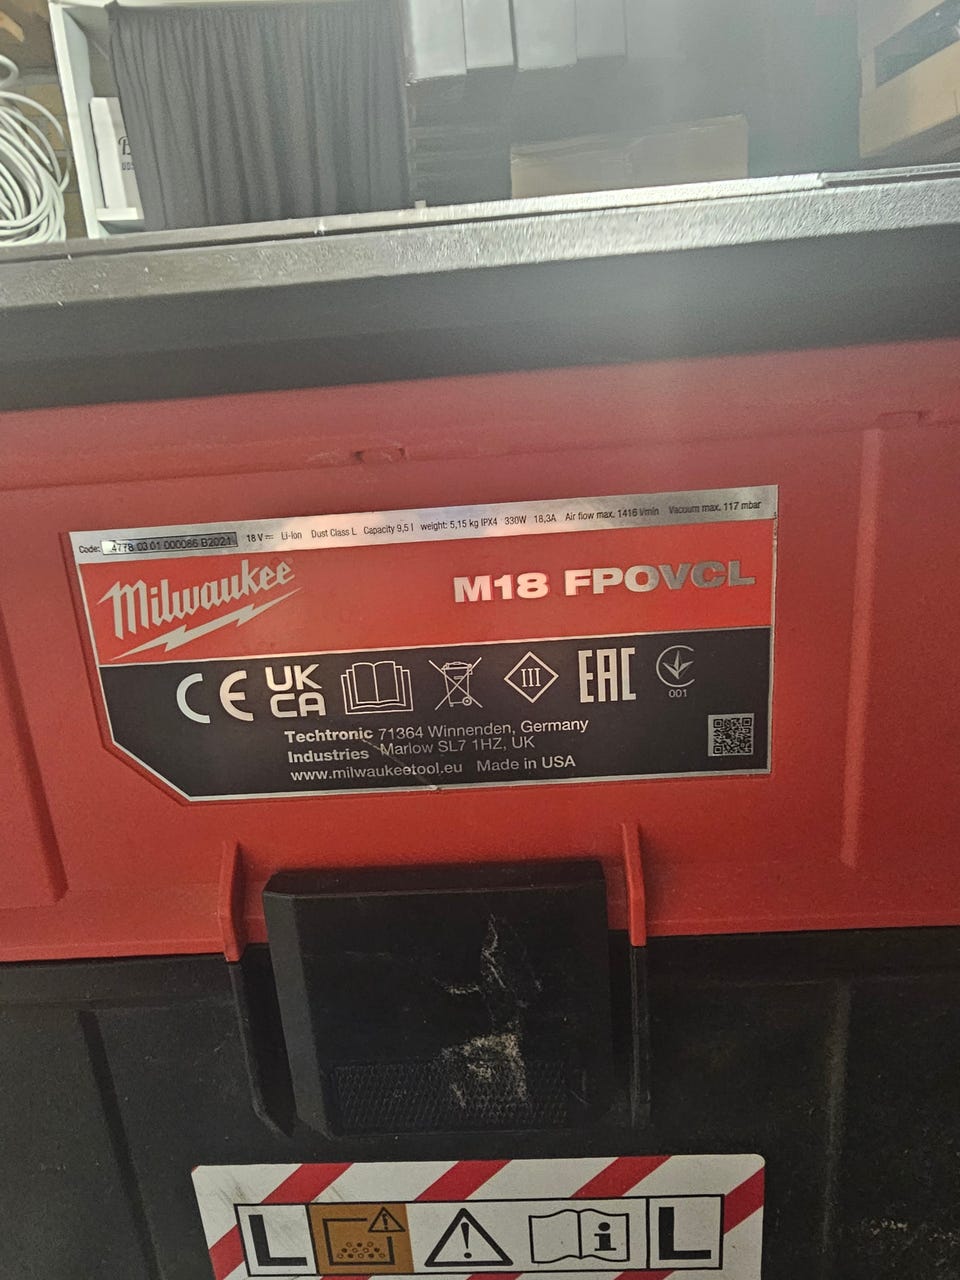 Code: 4778 03 01 000086 B2021 18 V Li-Ion Dust Class L Capacity 9,5 l weight: 5,15 kg IPX4 330W 18,3A Air flow max. 1416 l/min Vacuum max. 117 mbar
Milwaukee
M18 FPOVCL
CE UK CA III EAC
001
Techtronic 71364 Winnenden, Germany
Industries Marlow SL7 1HZ, UK
www.milwaukeetool.eu Made in USA
L i L